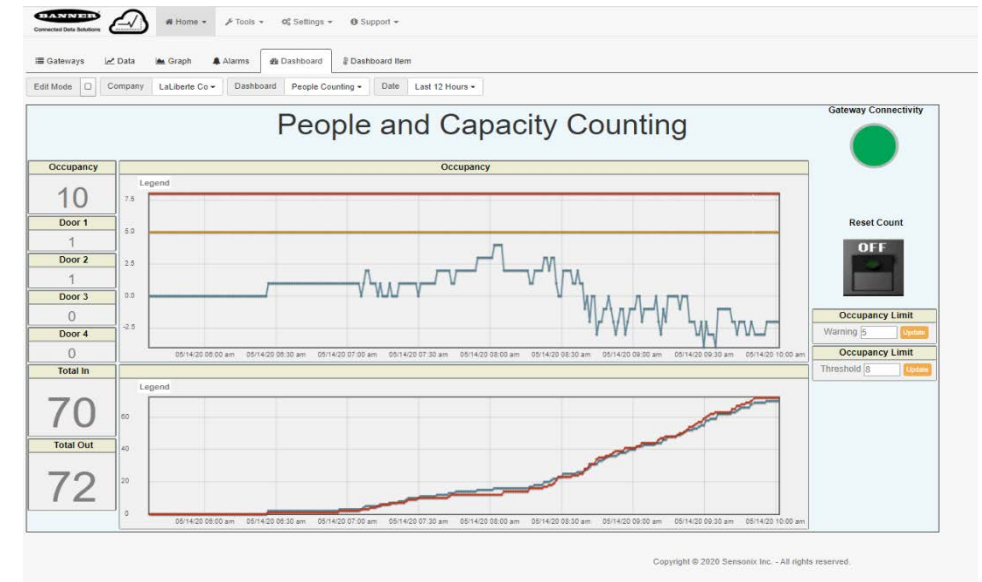 BANNER
Connected Data Solutions
Home Tools Settings Support
Gateways Data Graph Alarms Dashboard Dashboard Item
Edit Mode Company LaLiberte Co Dashboard People Counting Date Last 12 Hours
People and Capacity Counting
Gateway Connectivity
Occupancy
10
Door 1
1
Door 2
1
Door 3
0
Door 4
0
Total In
70
Total Out
72
Occupancy
Legend
7.5
5.0
2.5
0.0
-2.5
05/14/20 06:00 am 05/14/20 06:30 am 05/14/20 07:00 am 05/14/20 07:30 am 05/14/20 08:00 am 05/14/20 08:30 am 05/14/20 09:00 am 05/14/20 09:30 am 05/14/20 10:00 am
Legend
60
40
20
0
05/14/20 06:00 am 05/14/20 06:30 am 05/14/20 07:00 am 05/14/20 07:30 am 05/14/20 08:00 am 05/14/20 08:30 am 05/14/20 09:00 am 05/14/20 09:30 am 05/14/20 10:00 am
Reset Count
OFF
Occupancy Limit
Warning 5 Update
Occupancy Limit
Threshold 8 Update
Copyright © 2020 Sensonix Inc. - All rights reserved.